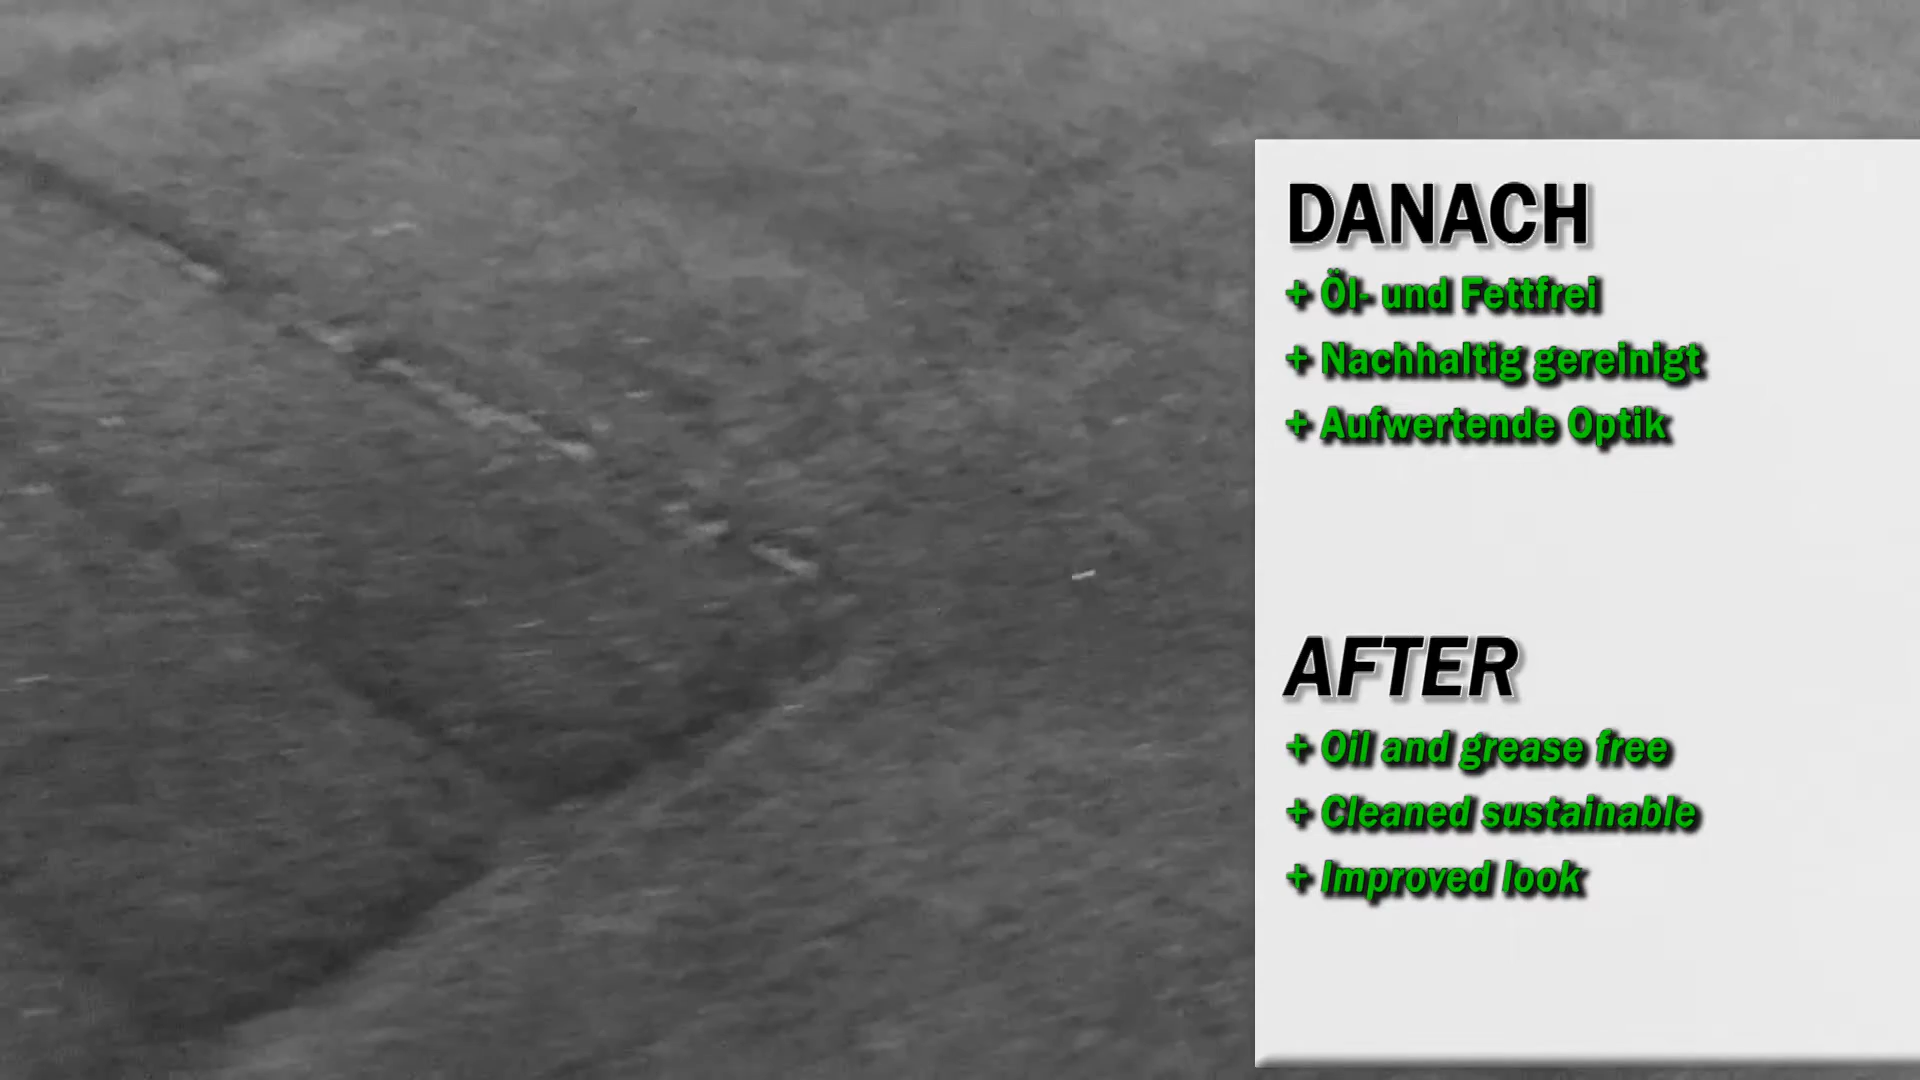 DANACH
+ Öl- und Fettfrei
+ Nachhaltig gereinigt
+ Aufwertende Optik
AFTER
+ Oil and grease free
+ Cleaned sustainable
+ Improved look